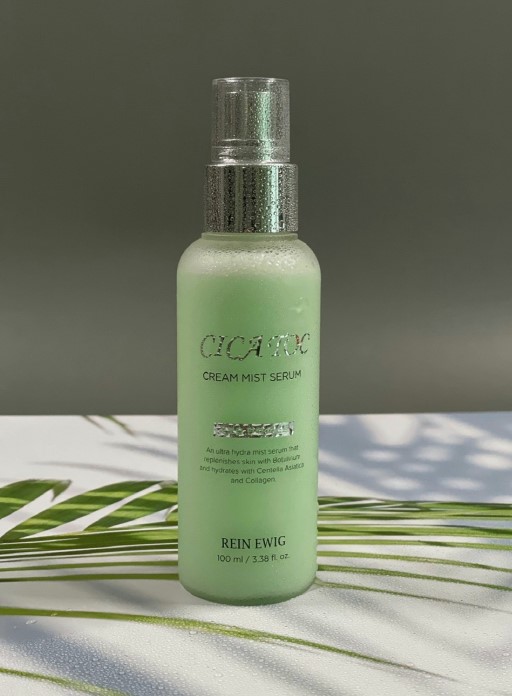 CICA TOC
CREAM MIST SERUM
An ultra hydra mist serum that
replenishes skin with Botulinum
and hydrates with Centella Asiatica
and Collagen.
REIN EWIG
100 ml / 3.38 fl. oz.